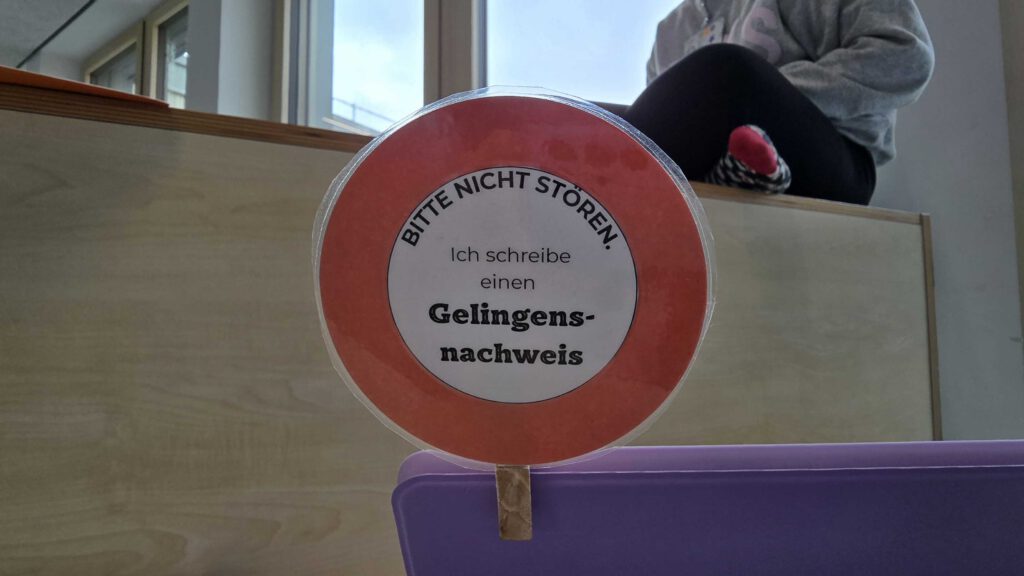 BITTE NICHT STÖREN.
Ich schreibe
einen
Gelingens-
nachweis